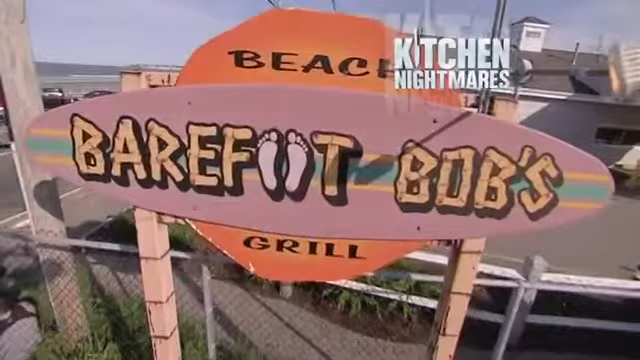 BEACH
KITCHEN
NIGHTMARES
BAREFOOT BOB'S
GRILL